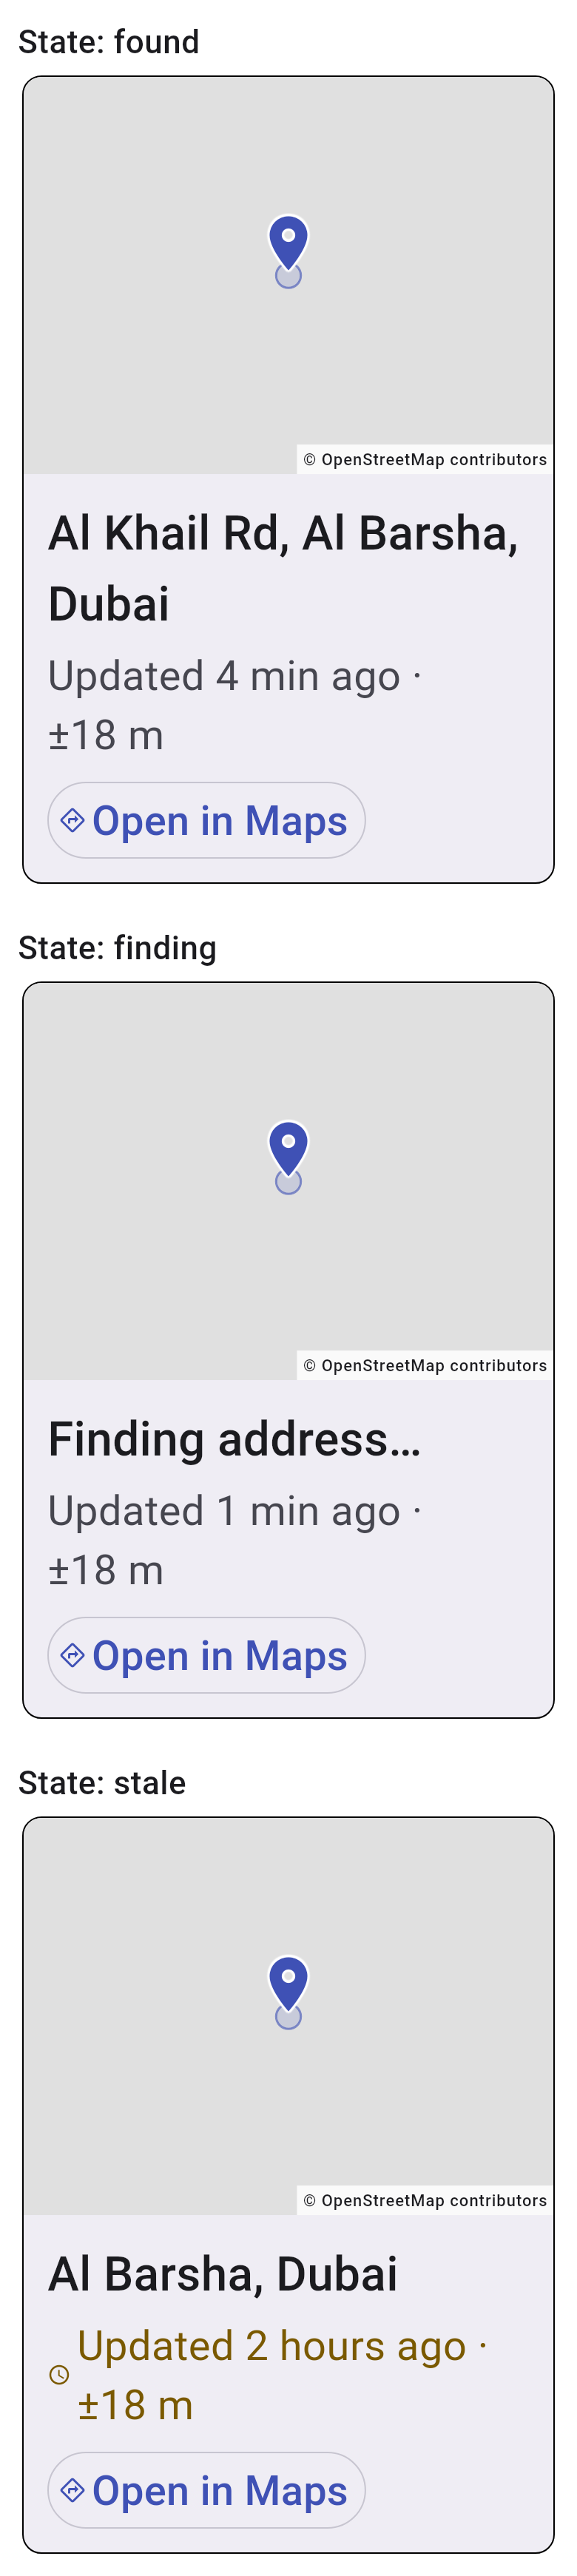 State: found
© OpenStreetMap contributors
Al Khail Rd, Al Barsha,
Dubai
Updated 4 min ago ·
±18 m
Open in Maps
State: finding
© OpenStreetMap contributors
Finding address…
Updated 1 min ago ·
±18 m
Open in Maps
State: stale
© OpenStreetMap contributors
Al Barsha, Dubai
Updated 2 hours ago ·
±18 m
Open in Maps